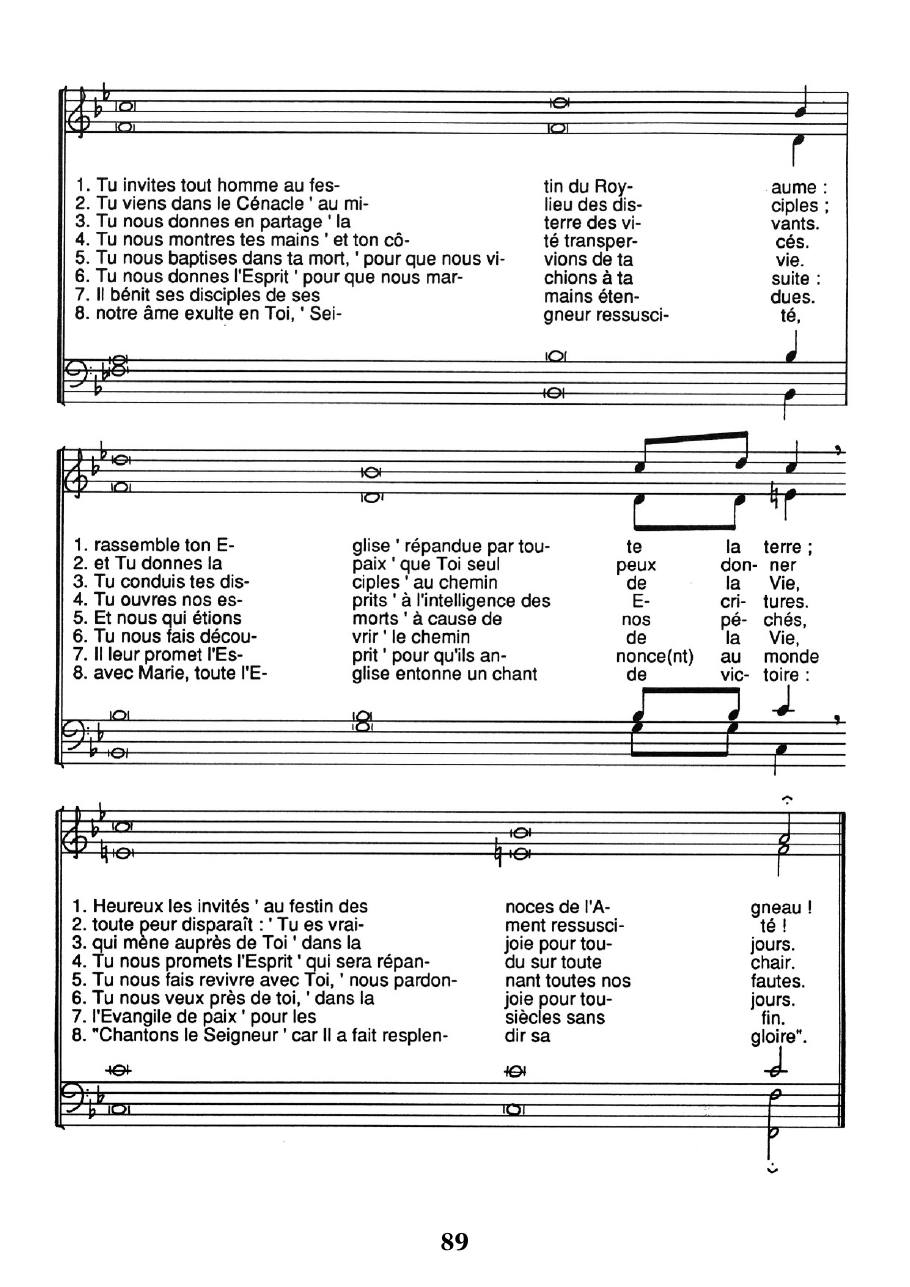 1. Tu invites tout homme au fes- tin du Roy- aume :
2. Tu viens dans le Cénacle ' au mi- lieu des dis- ciples ;
3. Tu nous donnes en partage ' la terre des vi- vants.
4. Tu nous montres tes mains ' et ton cô- té transper- cés.
5. Tu nous baptises dans ta mort, ' pour que nous vi- vions de ta vie.
6. Tu nous donnes l'Esprit ' pour que nous mar- chions à ta suite :
7. Il bénit ses disciples de ses mains éten- dues.
8. notre âme exulte en Toi, ' Sei- gneur ressusci- té,
1. rassemble ton E- glise ' répandue par tou- te la terre ;
2. et Tu donnes la paix ' que Toi seul peux don- ner
3. Tu conduis tes dis- ciples ' au chemin de la Vie,
4. Tu ouvres nos es- prits ' à l'intelligence des E- cri- tures.
5. Et nous qui étions morts ' à cause de nos pé- chés,
6. Tu nous fais décou- vrir ' le chemin de la Vie,
7. Il leur promet l'Es- prit ' pour qu'ils an- nonce(nt) au monde
8. avec Marie, toute l'E- glise entonne un chant de vic- toire :
1. Heureux les invités ' au festin des noces de l'A- gneau !
2. toute peur disparaît : ' Tu es vrai- ment ressusci- té !
3. qui mène auprès de Toi ' dans la joie pour tou- jours.
4. Tu nous promets l'Esprit ' qui sera répan- du sur toute chair.
5. Tu nous fais revivre avec Toi, ' nous pardon- nant toutes nos fautes.
6. Tu nous veux près de toi, ' dans la joie pour tou- jours.
7. l'Evangile de paix ' pour les siècles sans fin.
8. "Chantons le Seigneur ' car Il a fait resplen- dir sa gloire".
89